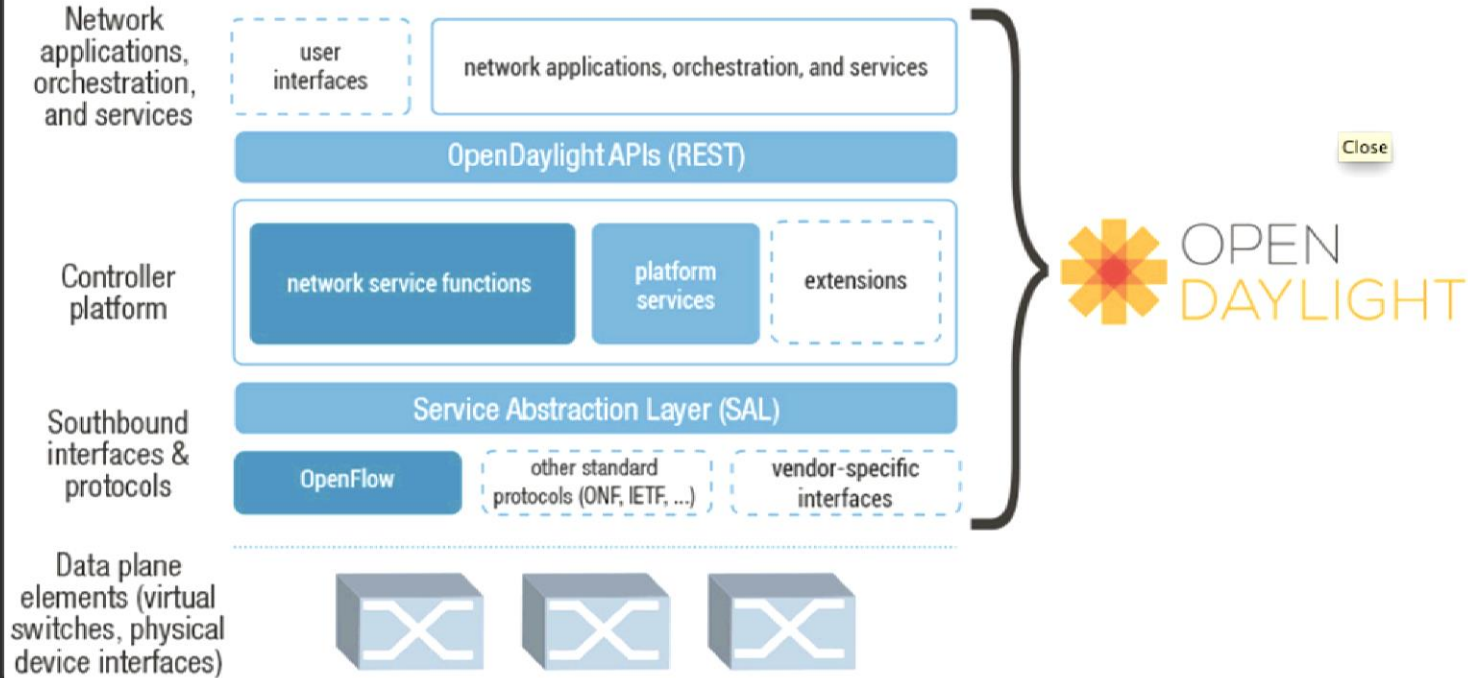 Network
applications,
orchestration,
and services
user
interfaces
network applications, orchestration, and services
OpenDaylight APIs (REST)
Close
Controller
platform
network service functions
platform
services
extensions
OPEN
DAYLIGHT
Southbound
interfaces &
protocols
Service Abstraction Layer (SAL)
OpenFlow
other standard
protocols (ONF, IETF, ...)
vendor-specific
interfaces
Data plane
elements (virtual
switches, physical
device interfaces)